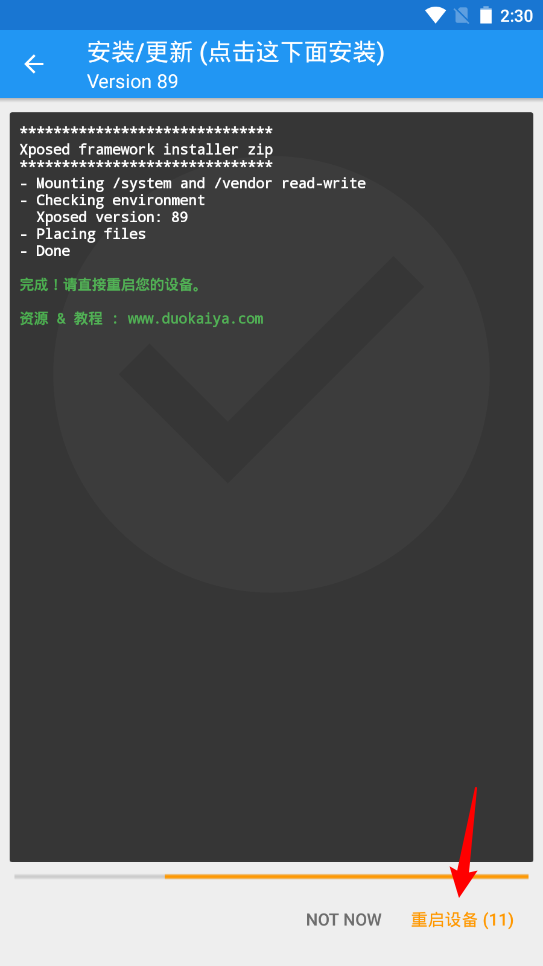 2:30
安装/更新 (点击这下面安装)
Version 89
******************************
Xposed framework installer zip
******************************
- Mounting /system and /vendor read-write
- Checking environment
  Xposed version: 89
- Placing files
- Done
完成！请直接重启您的设备。
资源 & 教程 : www.duokaiya.com
NOT NOW 重启设备 (11)